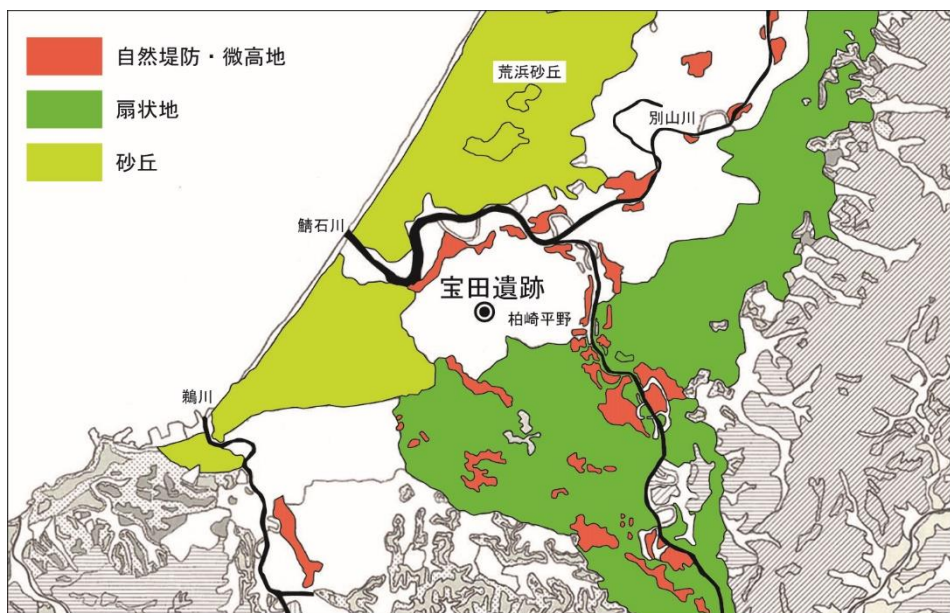 自然堤防・微高地
扇状地
砂丘
荒浜砂丘
別山川
鯖石川
宝田遺跡
柏崎平野
鵜川